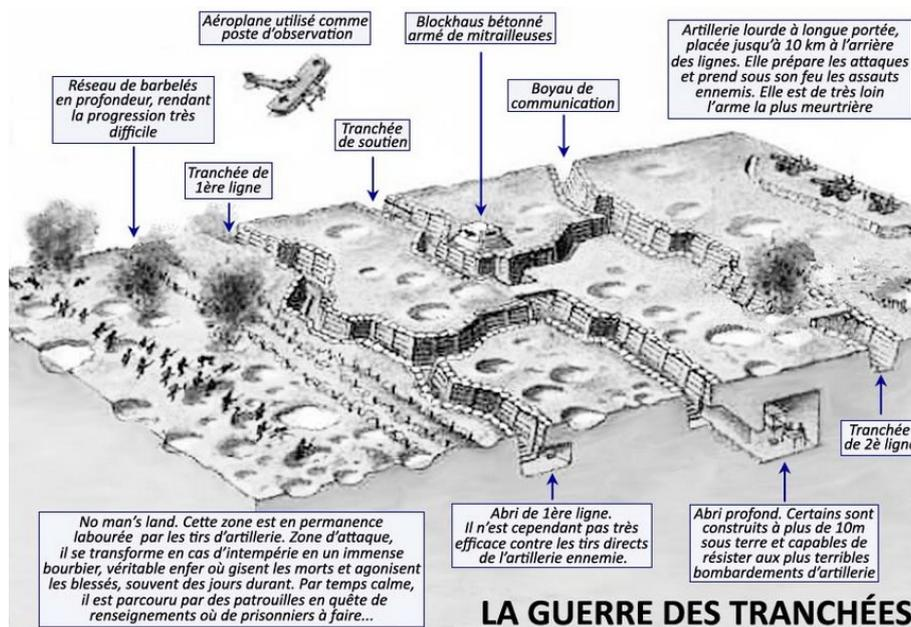 Aéroplane utilisé comme
poste d'observation
Blockhaus bétonné
armé de mitrailleuses
Artillerie lourde à longue portée,
placée jusqu'à 10 km à l'arrière
des lignes. Elle prépare les attaques
et prend sous son feu les assauts
ennemis. Elle est de très loin
l'arme la plus meurtrière
Réseau de barbelés
en profondeur, rendant
la progression très
difficile
Boyau de
communication
Tranchée
de soutien
Tranchée de
1ère ligne
Tranchée
de 2è ligne
No man's land. Cette zone est en permanence
labourée par les tirs d'artillerie. Zone d'attaque,
il se transforme en cas d'intempérie en un immense
bourbier, véritable enfer où gisent les morts et agonisent
les blessés, souvent des jours durant. Par temps calme,
il est parcouru par des patrouilles en quête de
renseignements où de prisonniers à faire...
Abri de 1ère ligne.
Il n'est cependant pas très
efficace contre les tirs directs
de l'artillerie ennemie.
Abri profond. Certains sont
construits à plus de 10m
sous terre et capables de
résister aux plus terribles
bombardements d'artillerie
LA GUERRE DES TRANCHÉES